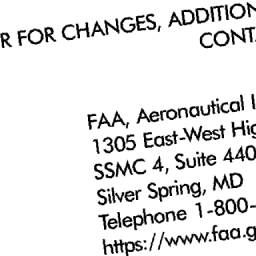 R FOR CHANGES, ADDITION
CONT
FAA, Aeronautical I
1305 East-West Hig
SSMC 4, Suite 440
Silver Spring, MD
Telephone 1-800-
https://www.faa.g